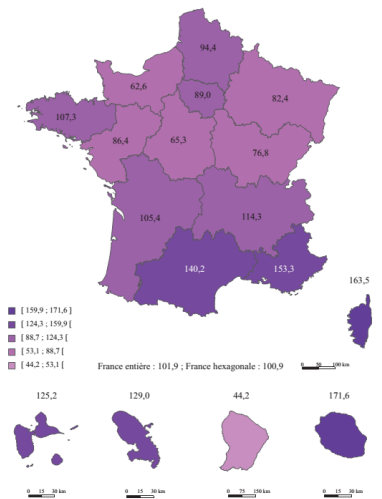 94,4
62,6
89,0
82,4
107,3
86,4
65,3
76,8
105,4
114,3
140,2
153,3
163,5
[ 159,9 ; 171,6 ]
[ 124,3 ; 159,9 [
[ 88,7 ; 124,3 [
[ 53,1 ; 88,7 [
[ 44,2 ; 53,1 [
France entière : 101,9 ; France hexagonale : 100,9
0 50 100 km
125,2
129,0
44,2
171,6
0 15 30 km
0 15 30 km
0 75 150 km
0 15 30 km